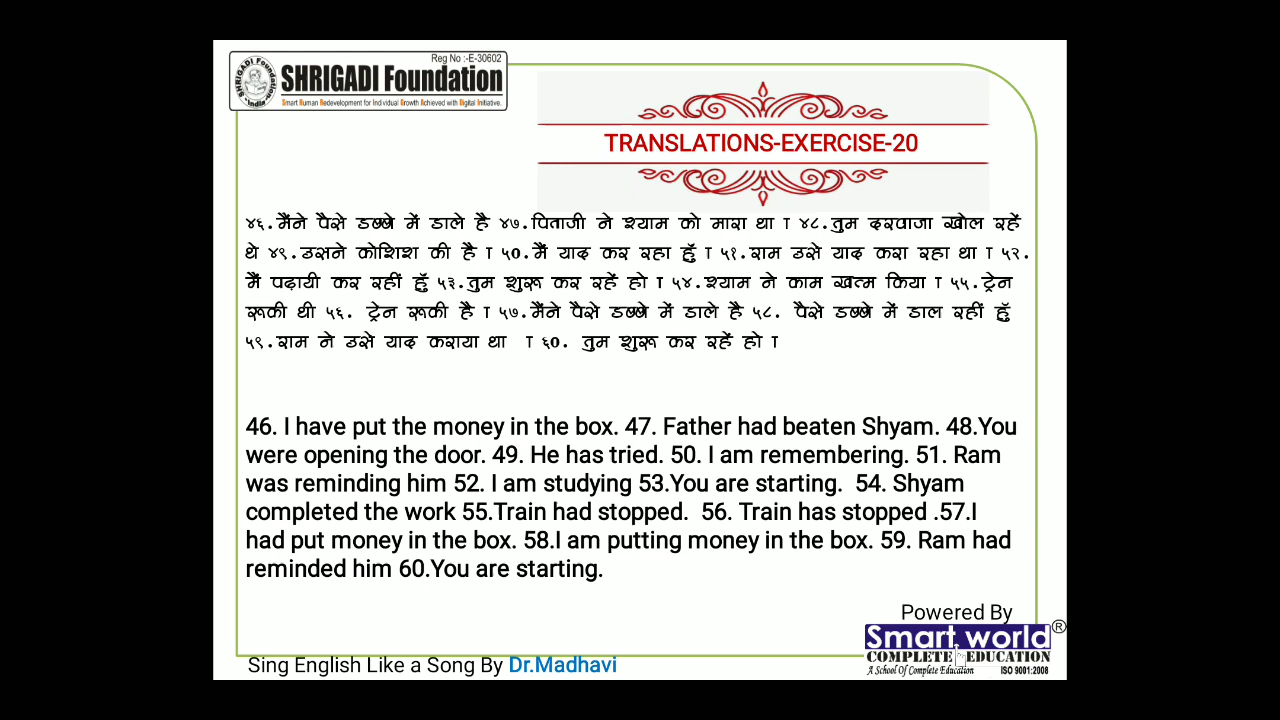 Reg No :-E-30602
SHRIGADI Foundation
Smart Human Redevelopment for Individual Growth Achieved with Digital Initiative.
TRANSLATIONS-EXERCISE-20
४६.मैंने पैसे डब्बे में डाले है ४७.पिताजी ने श्याम को मारा था । ४८.तुम दरवाजा खोल रहें
थे ४९.उसने कोशिश की है । ५0.मैं याद कर रहा हुँ । ५१.राम उसे याद करा रहा था । ५२.
मैं पढ़ायी कर रहीं हुँ ५३.तुम शुरू कर रहें हो । ५४.श्याम ने काम खत्म किया । ५५.ट्रेन
रूकी थी ५६. ट्रेन रूकी है । ५७.मैंने पैसे डब्बे में डाले है ५८. पैसे डब्बे में डाल रहीं हुँ
५९.राम ने उसे याद कराया था । ६0. तुम शुरू कर रहें हो ।
46. I have put the money in the box. 47. Father had beaten Shyam. 48.You
were opening the door. 49. He has tried. 50. I am remembering. 51. Ram
was reminding him 52. I am studying 53.You are starting. 54. Shyam
completed the work 55.Train had stopped. 56. Train has stopped .57.I
had put money in the box. 58.I am putting money in the box. 59. Ram had
reminded him 60.You are starting.
Powered By
Smart world ®
COMPLETE EDUCATION
A School Of Complete Education ISO 9001:2008
Sing English Like a Song By Dr.Madhavi